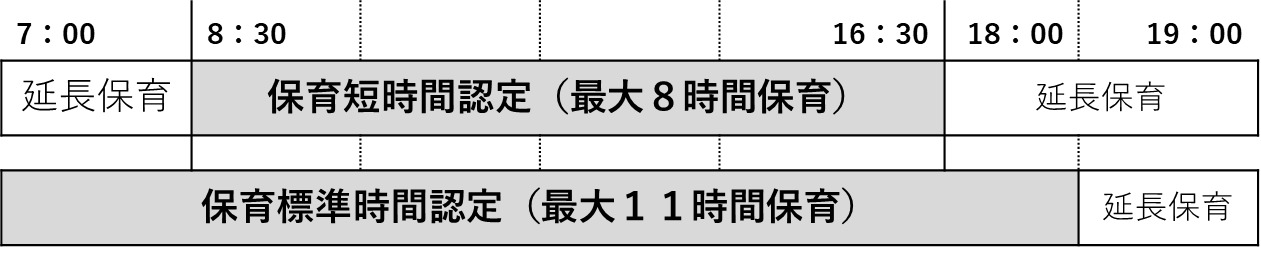 7：00 8：30 16：30 18：00 19：00
延長保育 保育短時間認定（最大８時間保育） 延長保育
保育標準時間認定（最大１１時間保育） 延長保育